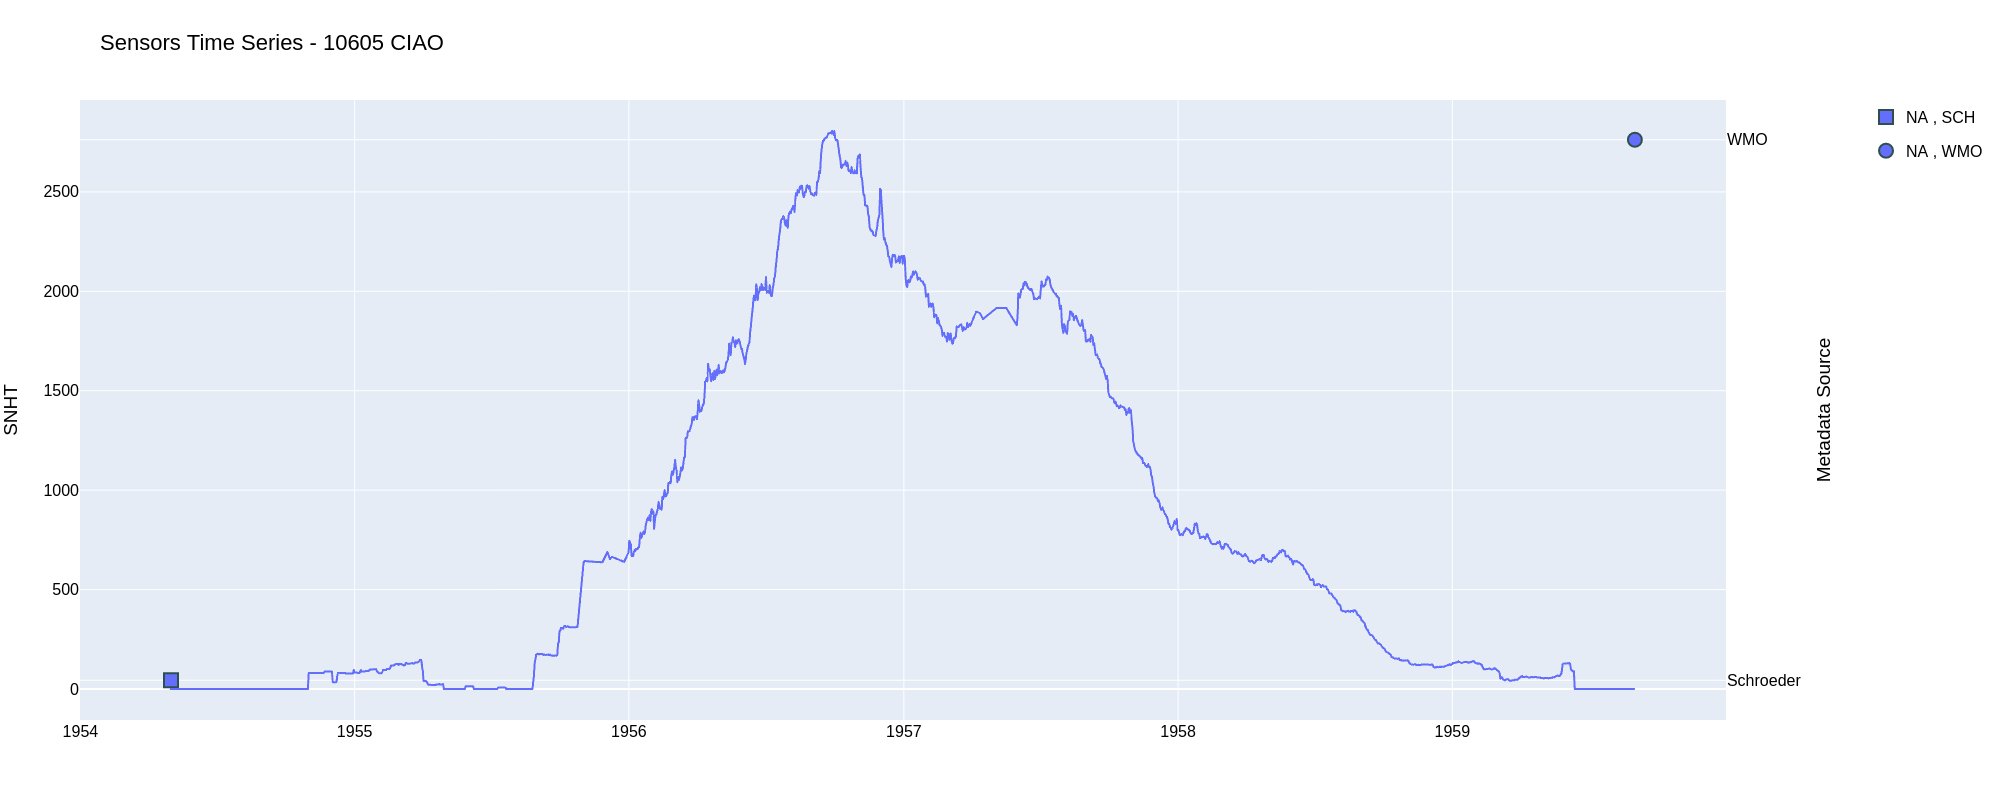 Sensors Time Series - 10605 CIAO
NA , SCH
NA , WMO
WMO
Schroeder
Metadata Source
SNHT
2500
2000
1500
1000
500
0
1954
1955
1956
1957
1958
1959